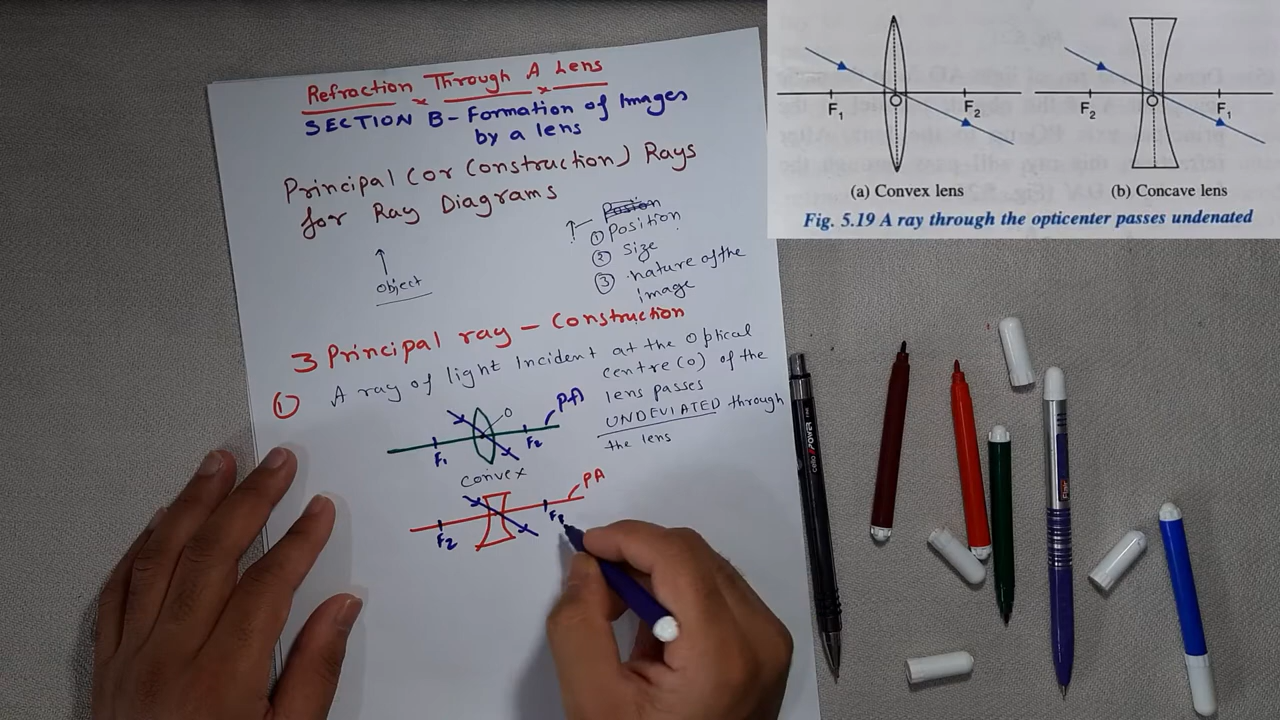 Refraction Through A Lens
SECTION B- Formation of Images
by a lens
Principal (or Construction) Rays
for Ray Diagrams
object
① Position
② Size
③ nature of the
image
3 Principal ray - Construction
① A ray of light Incident at the Optical
centre (O) of the
lens passes
UNDEVIATED through
the lens
O
PA
F1
F2
convex
PA
F2
F1
F1
O
F2
F2
O
F1
(a) Convex lens
(b) Concave lens
Fig. 5.19 A ray through the opticenter passes undenated
cello POWER
Flair